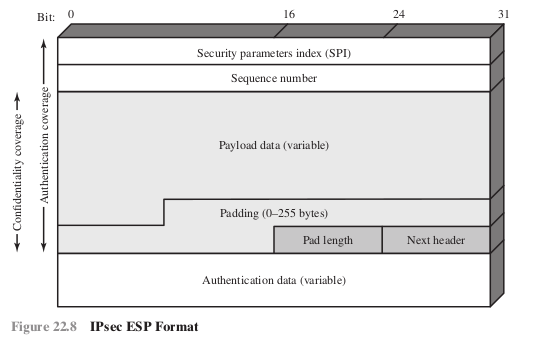 Bit: 0 16 24 31
Security parameters index (SPI)
Sequence number
Confidentiality coverage
Authentication coverage
Payload data (variable)
Padding (0–255 bytes)
Pad length Next header
Authentication data (variable)
Figure 22.8 IPsec ESP Format